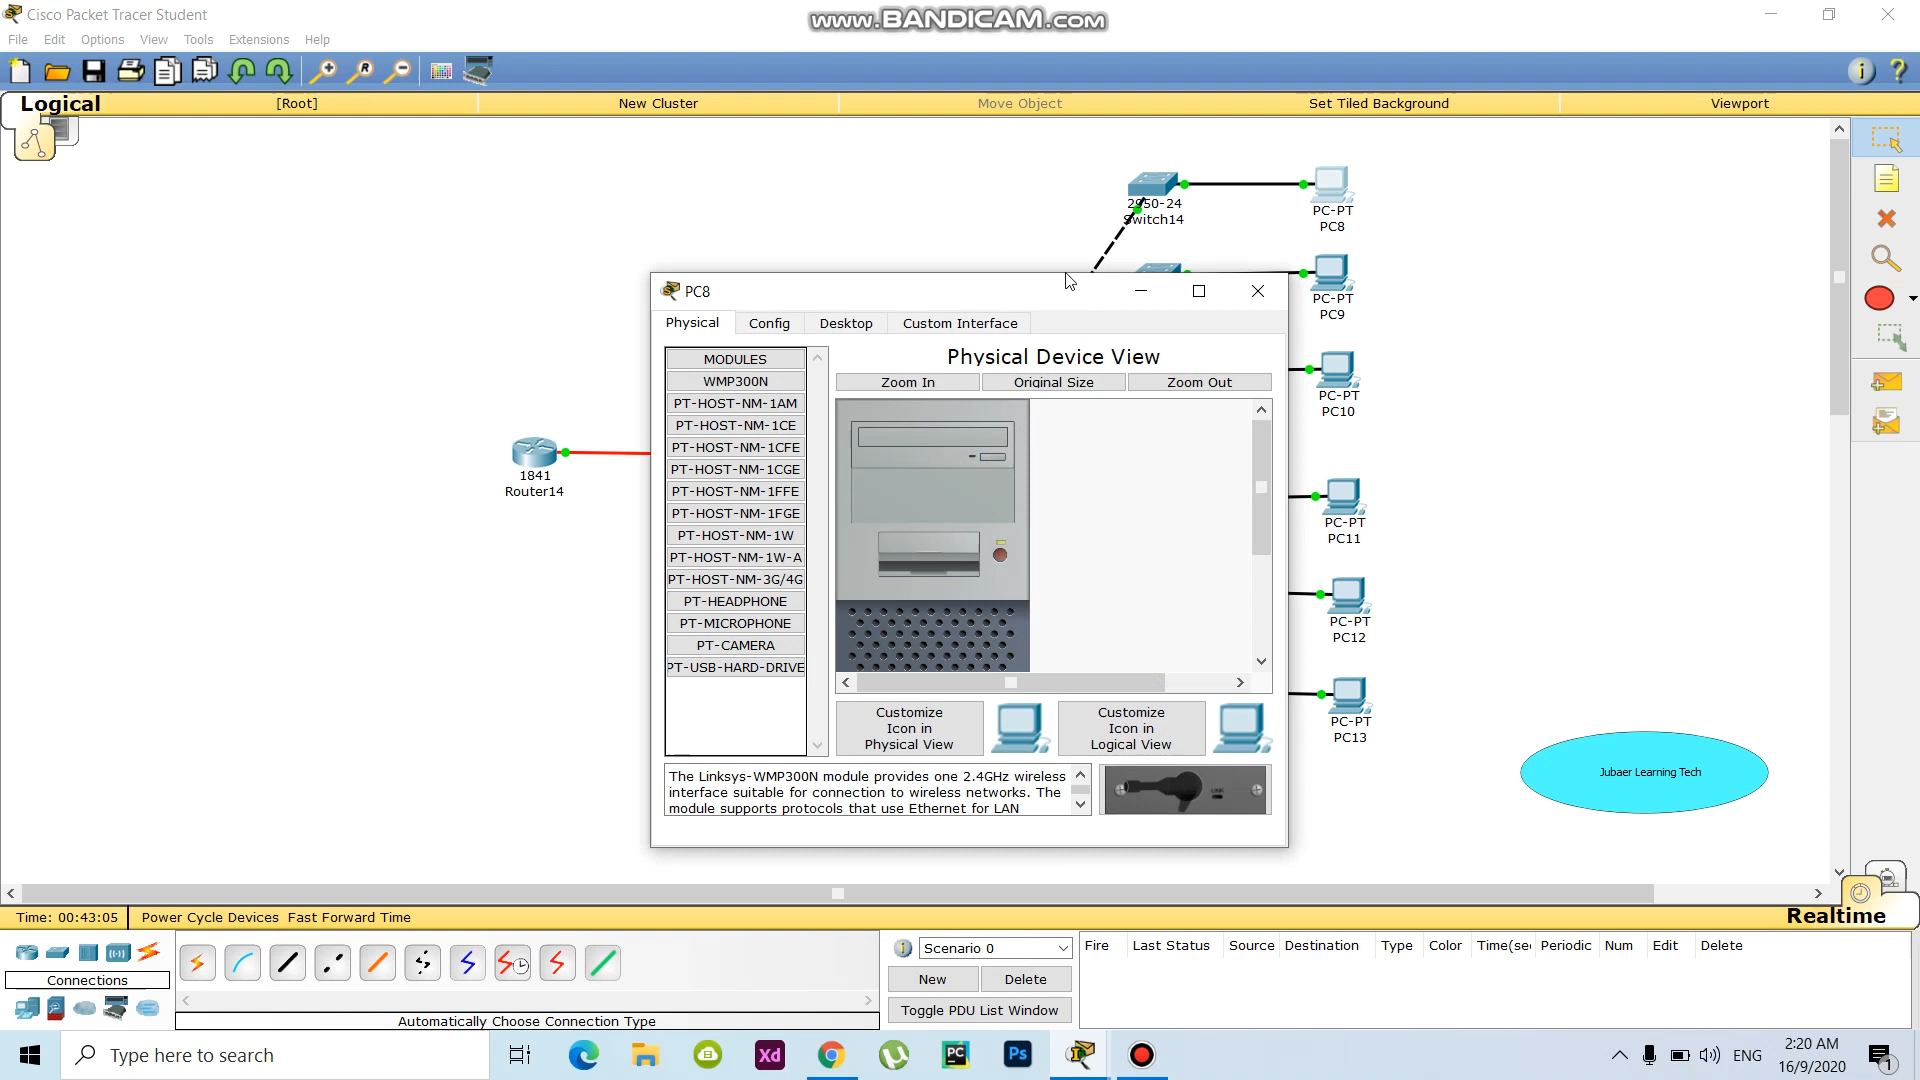 Cisco Packet Tracer Student
www.BANDICAM.com
File Edit Options View Tools Extensions Help
Logical
[Root]
New Cluster
Move Object
Set Tiled Background
Viewport
2950-24
Switch14
PC-PT
PC8
PC-PT
PC9
PC-PT
PC10
PC-PT
PC11
PC-PT
PC12
PC-PT
PC13
1841
Router14
Jubaer Learning Tech
PC8
Physical Config Desktop Custom Interface
MODULES
WMP300N
PT-HOST-NM-1AM
PT-HOST-NM-1CE
PT-HOST-NM-1CFE
PT-HOST-NM-1CGE
PT-HOST-NM-1FFE
PT-HOST-NM-1FGE
PT-HOST-NM-1W
PT-HOST-NM-1W-A
PT-HOST-NM-3G/4G
PT-HEADPHONE
PT-MICROPHONE
PT-CAMERA
PT-USB-HARD-DRIVE
Physical Device View
Zoom In
Original Size
Zoom Out
Customize
Icon in
Physical View
Customize
Icon in
Logical View
The Linksys-WMP300N module provides one 2.4GHz wireless
interface suitable for connection to wireless networks. The
module supports protocols that use Ethernet for LAN
LINK
Time: 00:43:05
Power Cycle Devices Fast Forward Time
Realtime
Connections
Automatically Choose Connection Type
Scenario 0
New
Delete
Toggle PDU List Window
Fire Last Status Source Destination Type Color Time(sec Periodic Num Edit Delete
Type here to search
Xd
PC
Ps
ENG
2:20 AM
16/9/2020
1